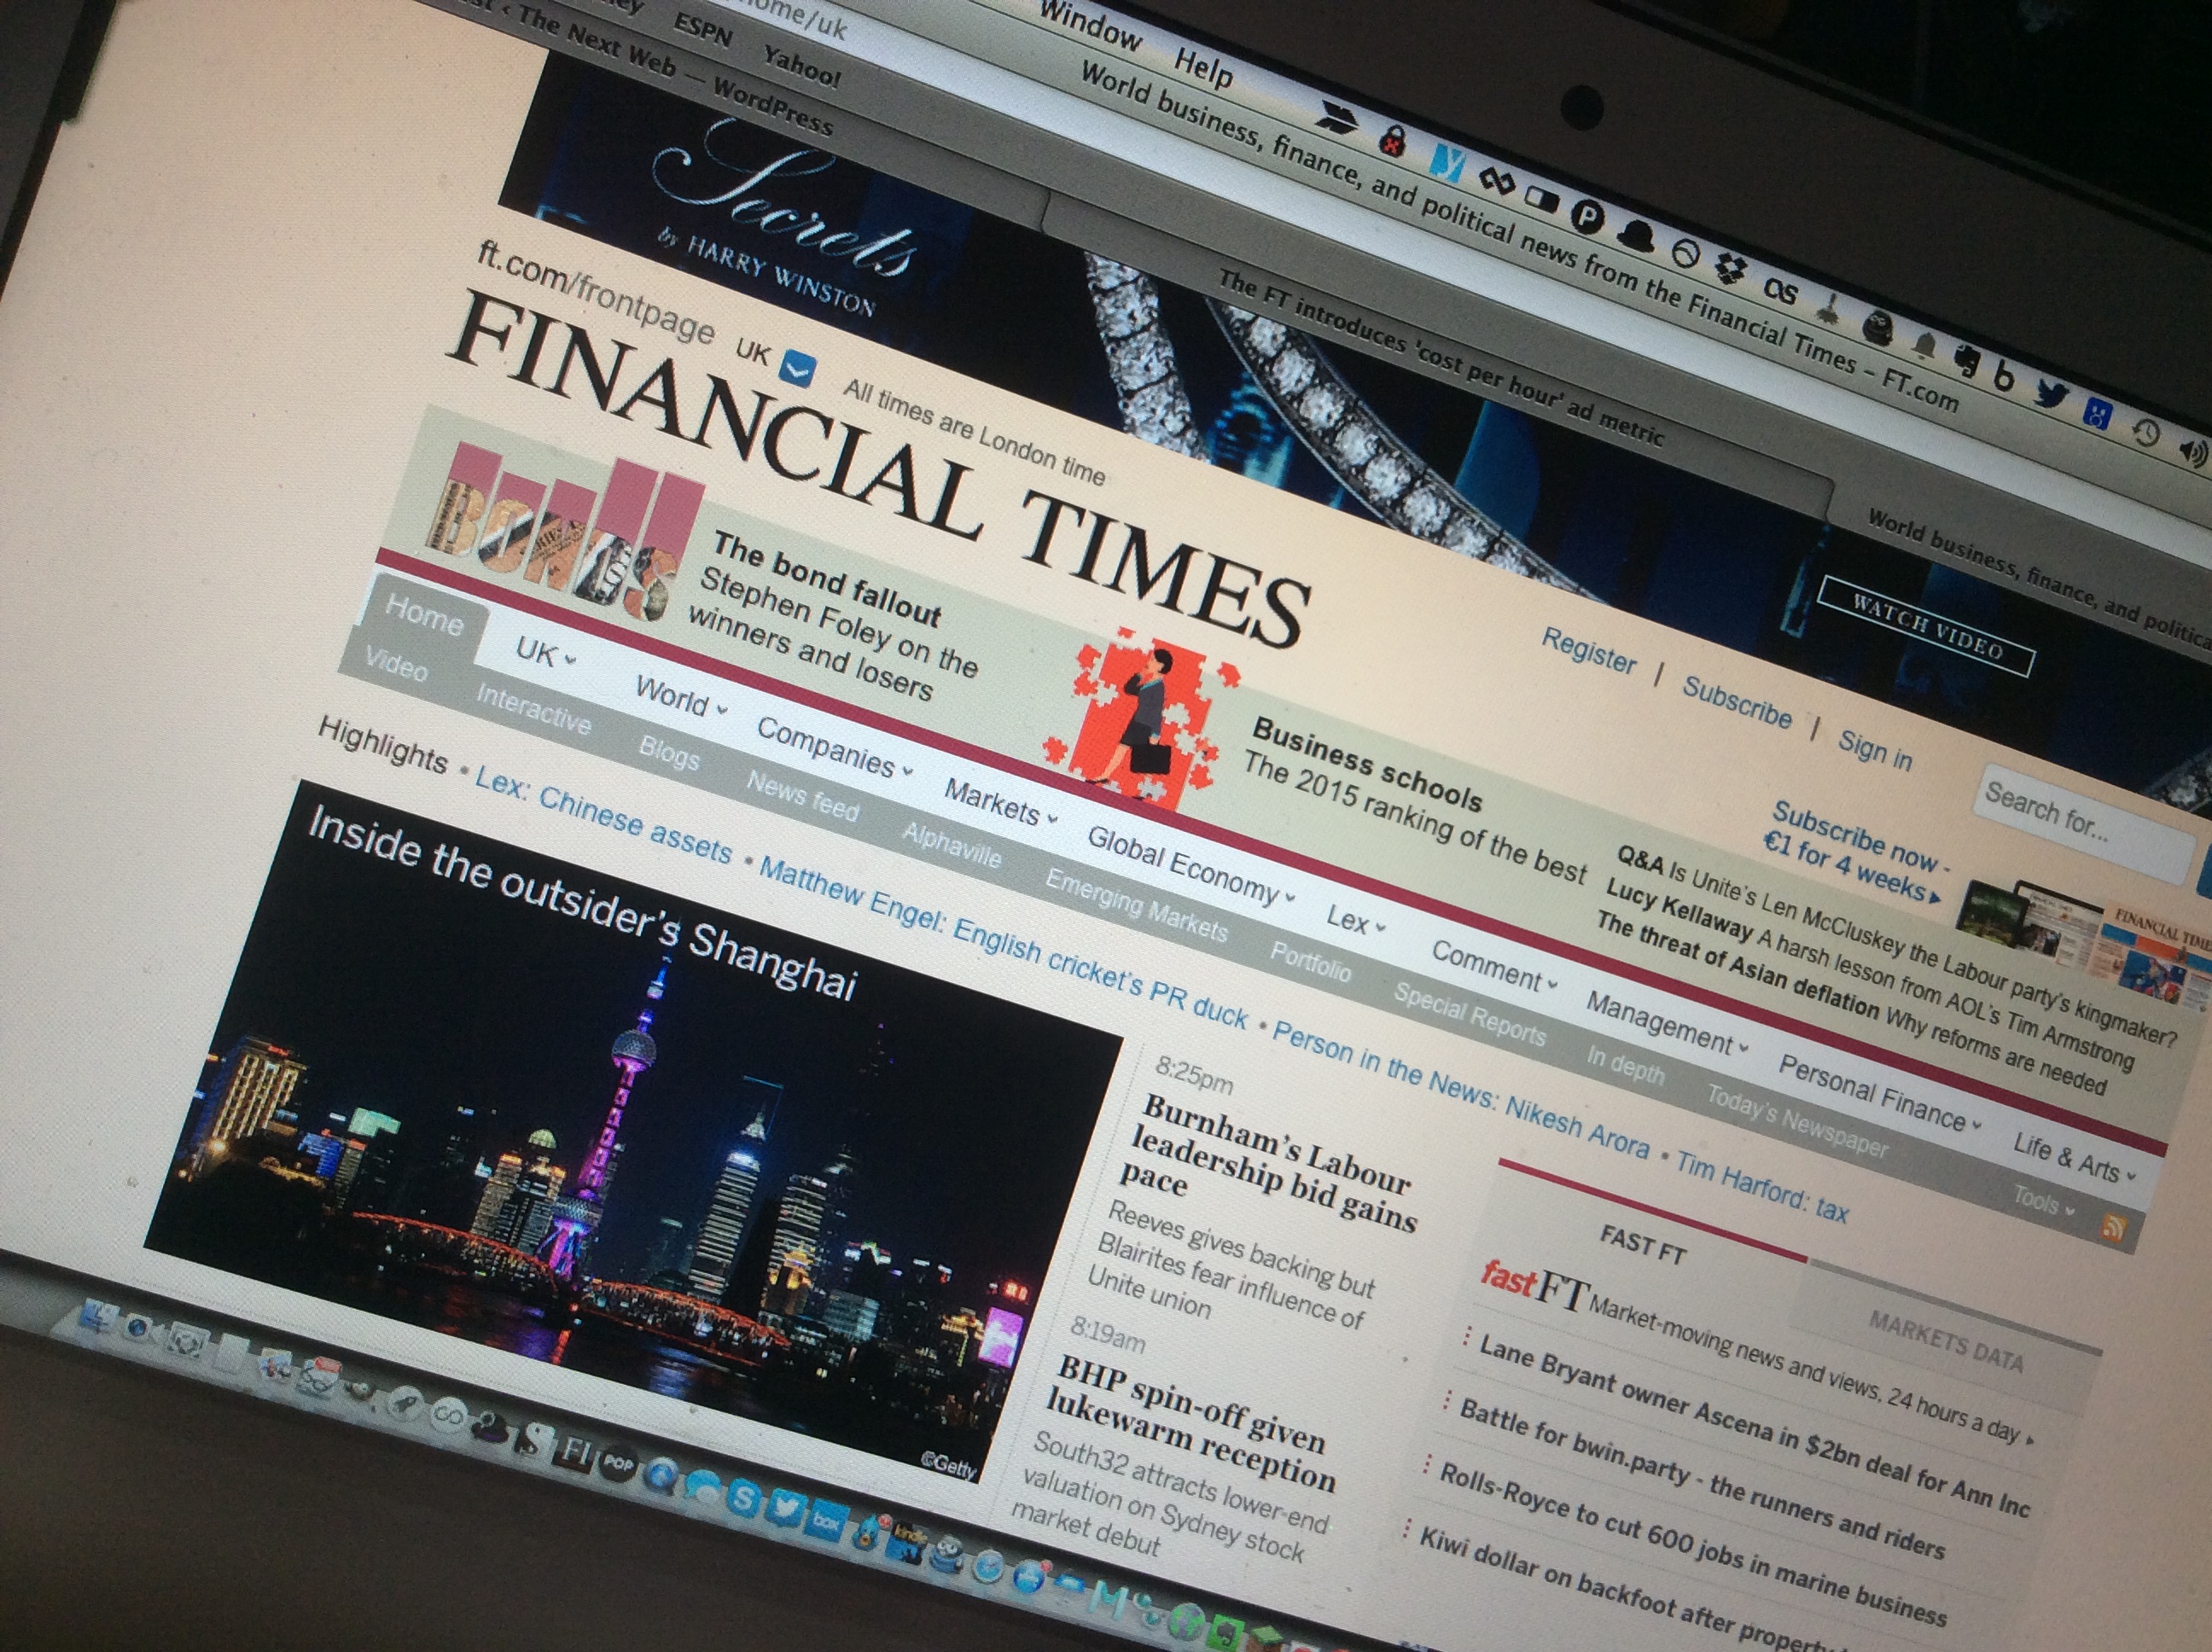 Window Help
World business, finance, and political news from the Financial Times – FT.com
home/uk
ESPN Yahoo!
‹ The Next Web — WordPress
The FT introduces 'cost per hour' ad metric
World business, finance, and politica
Secrets
by HARRY WINSTON
WATCH VIDEO
ft.com/frontpage UK All times are London time
FINANCIAL TIMES
Register | Subscribe | Sign in
Search for...
Subscribe now -
€1 for 4 weeks
FINANCIAL TIME
BONDS
The bond fallout
Stephen Foley on the
winners and losers
Business schools
The 2015 ranking of the best
Q&A Is Unite's Len McCluskey the Labour party's kingmaker?
Lucy Kellaway A harsh lesson from AOL's Tim Armstrong
The threat of Asian deflation Why reforms are needed
Home UK World Companies Markets Global Economy Lex Comment Management Personal Finance Life & Arts
Video Interactive Blogs News feed Alphaville Emerging Markets Portfolio Special Reports In depth Today's Newspaper Tools
Highlights • Lex: Chinese assets • Matthew Engel: English cricket's PR duck • Person in the News: Nikesh Arora • Tim Harford: tax
Inside the outsider's Shanghai
©Getty
8:25pm
Burnham's Labour
leadership bid gains
pace
Reeves gives backing but
Blairites fear influence of
Unite union
8:19am
BHP spin-off given
lukewarm reception
South32 attracts lower-end
valuation on Sydney stock
market debut
FAST FT
MARKETS DATA
fastFT Market-moving news and views, 24 hours a day
Lane Bryant owner Ascena in $2bn deal for Ann Inc
Battle for bwin.party - the runners and riders
Rolls-Royce to cut 600 jobs in marine business
Kiwi dollar on backfoot after property
POP
box
kindle